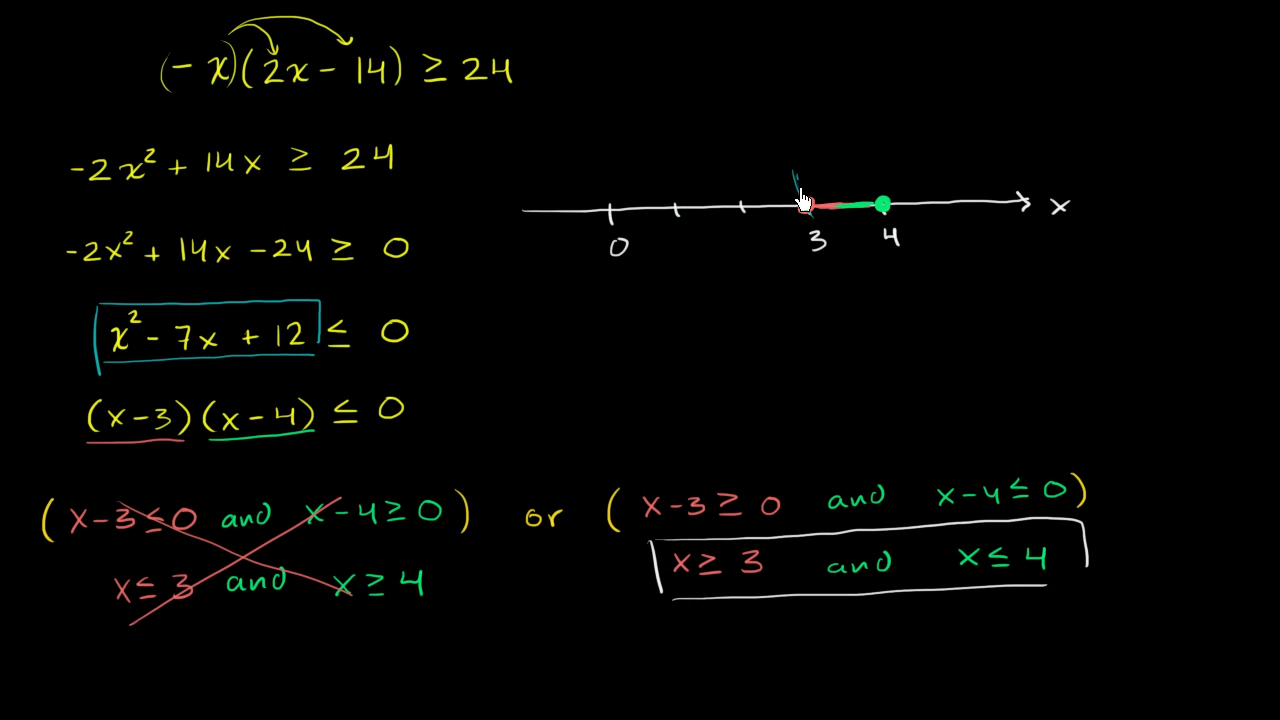 (-x)(2x-14) ≥ 24
-2x² + 14x ≥ 24
-2x² + 14x - 24 ≥ 0
x² - 7x + 12 ≤ 0
(x-3)(x-4) ≤ 0
(x-3≤0 and x-4≥0) or (x-3≥0 and x-4≤0)
x≤3 and x≥4
x≥3 and x≤4
0 3 4 x